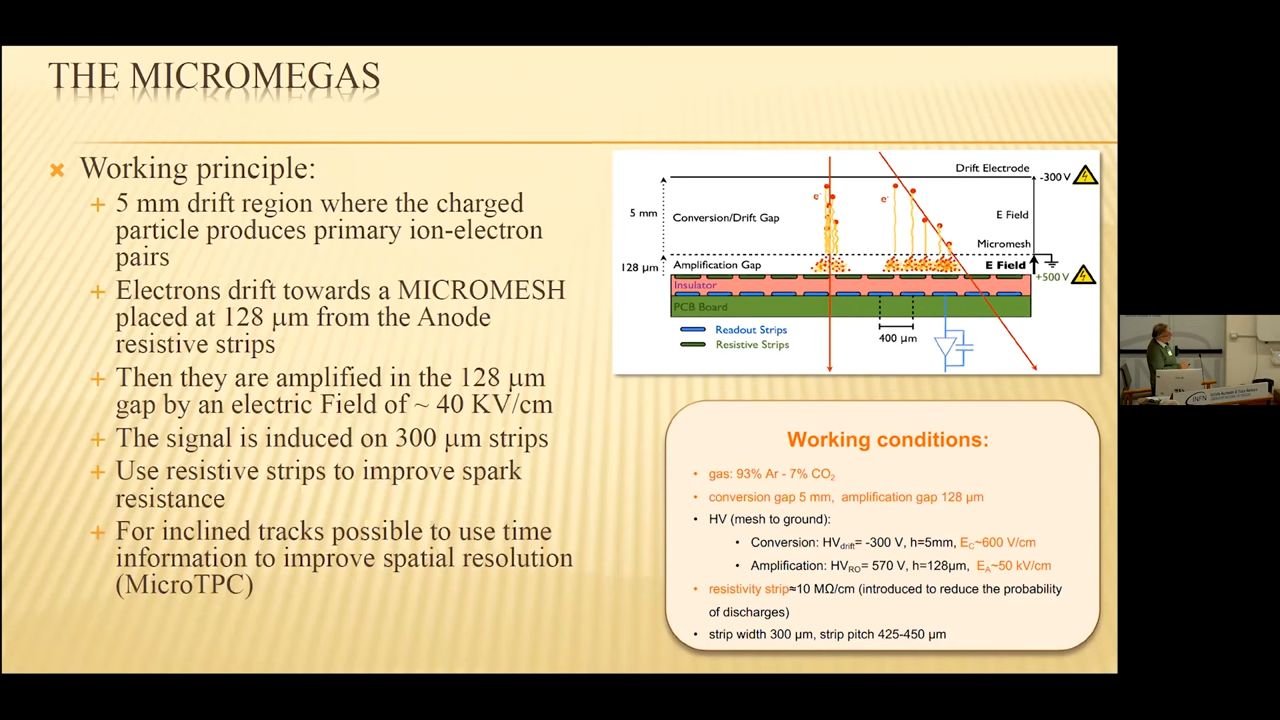 THE MICROMEGAS
Working principle:
5 mm drift region where the charged
particle produces primary ion-electron
pairs
Electrons drift towards a MICROMESH
placed at 128 μm from the Anode
resistive strips
Then they are amplified in the 128 μm
gap by an electric Field of ~ 40 KV/cm
The signal is induced on 300 μm strips
Use resistive strips to improve spark
resistance
For inclined tracks possible to use time
information to improve spatial resolution
(MicroTPC)
Drift Electrode
-300 V
e-
e-
5 mm
Conversion/Drift Gap
E Field
Micromesh
128 μm
Amplification Gap
E Field
+500 V
Insulator
PCB Board
Readout Strips
Resistive Strips
400 μm
Working conditions:
• gas: 93% Ar - 7% CO2
• conversion gap 5 mm, amplification gap 128 μm
• HV (mesh to ground):
• Conversion: HVdrift= -300 V, h=5mm, EC~600 V/cm
• Amplification: HVRO= 570 V, h=128μm, EA~50 kV/cm
• resistivity strip≈10 MΩ/cm (introduced to reduce the probability
of discharges)
• strip width 300 μm, strip pitch 425-450 μm
INFN